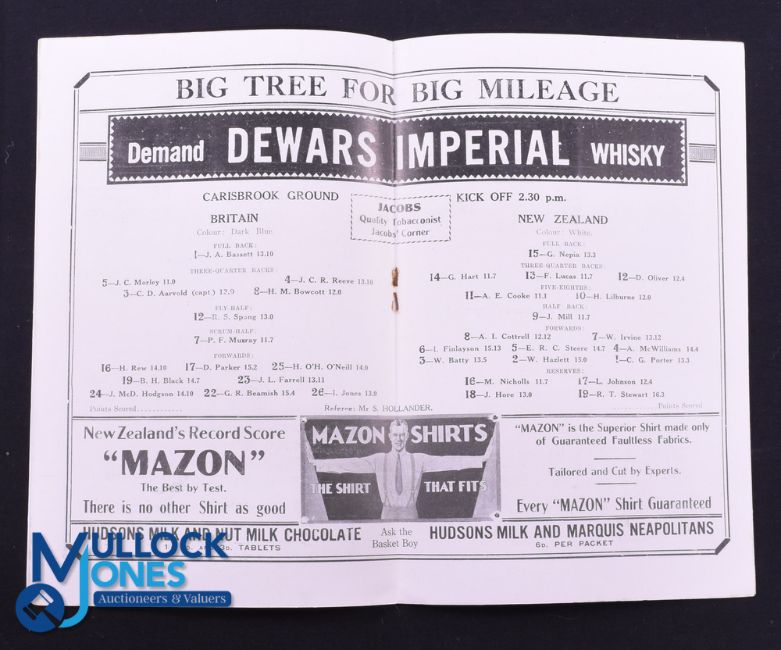 BIG TREE FOR BIG MILEAGE
Demand DEWARS IMPERIAL WHISKY
CARISBROOK GROUND
JACOBS
Quality Tobacconist
Jacobs' Corner
KICK OFF 2.30 p.m.
BRITAIN
Colour: Dark Blue.
FULL BACK:
1—J. A. Bassett 13.10
THREE-QUARTER BACKS:
5—J. C. Morley 11.9
4—J. C. R. Reeve 13.10
3—C. D. Aarvold (capt) 12.9
8—H. M. Bowcott 12.0
FLY-HALF:
12—R. S. Spong 13.0
SCRUM-HALF:
7—P. F. Murray 11.7
FORWARDS:
16—H. Rew 14.10 17—D. Parker 15.2 25—H. O'H. O'Neill 14.9
19—B. H. Black 14.7 23—J. L. Farrell 13.11
24—J. McD. Hodgson 14.10 22—G. R. Beamish 15.4 26—I. Jones 13.9
Points Scored
NEW ZEALAND
Colour: White.
FULL BACK:
15—G. Nepia 13.3
THREE-QUARTER BACKS:
14—G. Hart 11.7 13—F. Lucas 11.7 12—D. Oliver 12.4
FIVE-EIGHTS:
11—A. E. Cooke 11.1 10—H. Lilburne 12.0
HALF BACK:
9—J. Mill 11.7
FORWARDS:
8—A. I. Cottrell 12.12 7—W. Irvine 13.12
6—I. Finlayson 15.13 5—E. R. C. Steere 14.7 4—A. McWilliams 14.4
3—W. Batty 13.5 2—W. Hazlett 15.0 1—C. G. Porter 13.3
RESERVES:
16—M. Nicholls 11.7 17—L. Johnson 12.4
18—J. Hore 13.0 19—R. T. Stewart 16.3
Points Scored
Referee: Mr S. HOLLANDER.
New Zealand's Record Score
"MAZON"
The Best by Test.
There is no other Shirt as good
MAZON SHIRTS
THE SHIRT THAT FITS
"MAZON" is the Superior Shirt made only
of Guaranteed Faultless Fabrics.
Tailored and Cut by Experts.
Every "MAZON" Shirt Guaranteed
HUDSONS MILK AND NUT MILK CHOCOLATE
TABLETS
Ask the
Basket Boy
HUDSONS MILK AND MARQUIS NEAPOLITANS
6D. PER PACKET
MULLOCK
JONES
Auctioneers & Valuers